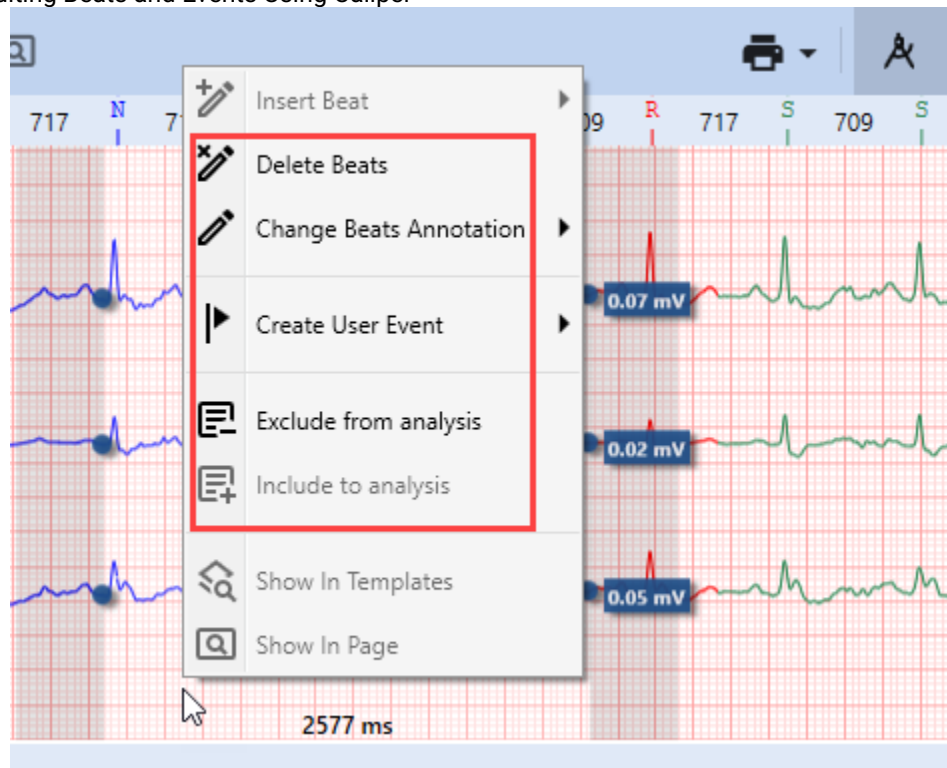 Editing Beats and Events Using Caliper
717 N 7 09 R 717 S 709 S
Insert Beat
Delete Beats
Change Beats Annotation
Create User Event
0.07 mV
Exclude from analysis
0.02 mV
Include to analysis
Show In Templates
0.05 mV
Show In Page
2577 ms